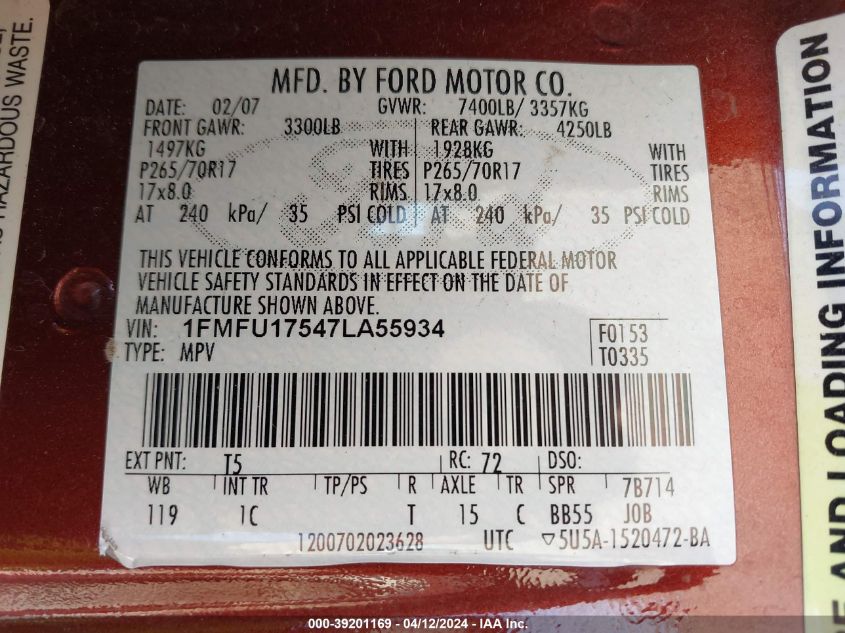 MFD. BY FORD MOTOR CO.
DATE: 02/07 GVWR: 7400LB/ 3357KG
FRONT GAWR: 3300LB REAR GAWR: 4250LB
1497KG WITH 1928KG WITH
P265/70R17 TIRES P265/70R17 TIRES
17x8.0 RIMS 17x8.0 RIMS
AT 240 kPa/ 35 PSI COLD AT 240 kPa/ 35 PSI COLD
THIS VEHICLE CONFORMS TO ALL APPLICABLE FEDERAL MOTOR
VEHICLE SAFETY STANDARDS IN EFFECT ON THE DATE OF
MANUFACTURE SHOWN ABOVE.
VIN: 1FMFU17547LA55934
TYPE: MPV
F0153
T0335
EXT PNT: T5 RC: 72 DSO:
WB INT TR TP/PS R AXLE TR SPR 7B714
119 1C T 15 C BB55 JOB
1200702023628 UTC ▽5U5A-1520472-BA
HAZARDOUS WASTE.
AND LOADING INFORMATION
000-39201169 - 04/12/2024 - IAA Inc.